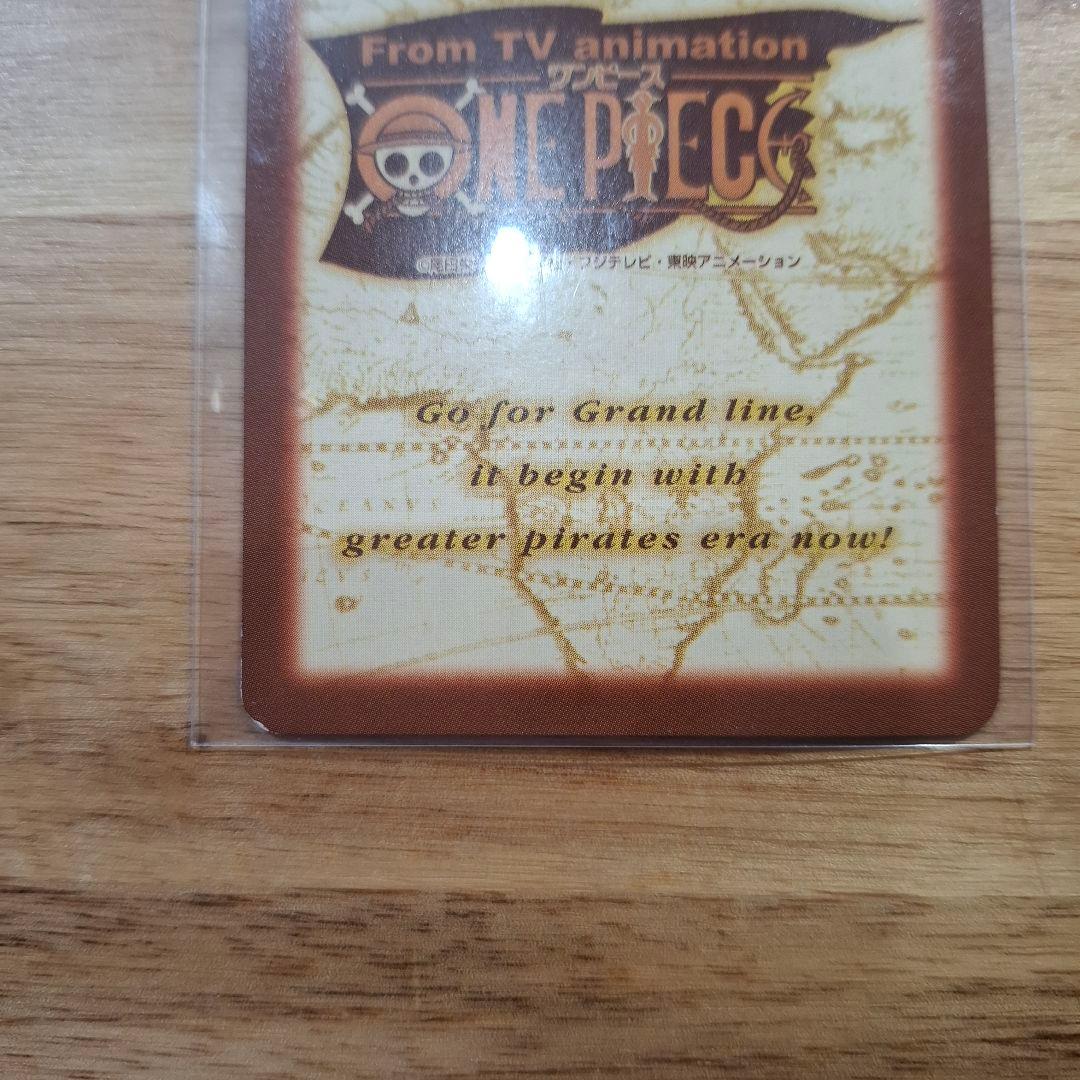 From TV animation
ワンピース
ONE PIECE
フジテレビ・東映アニメーション
Go for Grand line,
it begin with
greater pirates era now!